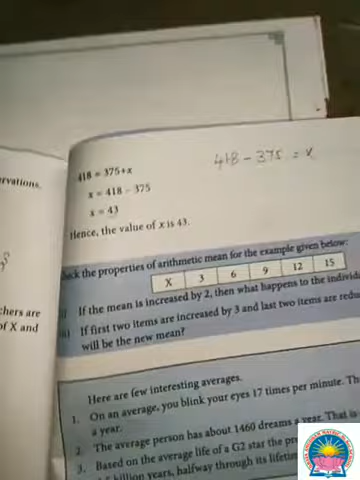 418 - 375 = x
ervations.
418 = 375+x
x = 418 - 375
x = 43
Hence, the value of x is 43.
chers are
of X and
the properties of arithmetic mean for the example given below:
X 3 6 9 12 15
If the mean is increased by 2, then what happens to the individ
If first two items are increased by 3 and last two items are redu
will be the new mean?
Here are few interesting averages.
1. On an average, you blink your eyes 17 times per minute. Th
a year.
2. The average person has about 1460 dreams a year. That is
3. Based on the average life of a G2 star the pr
billion years, halfway through its lifetim